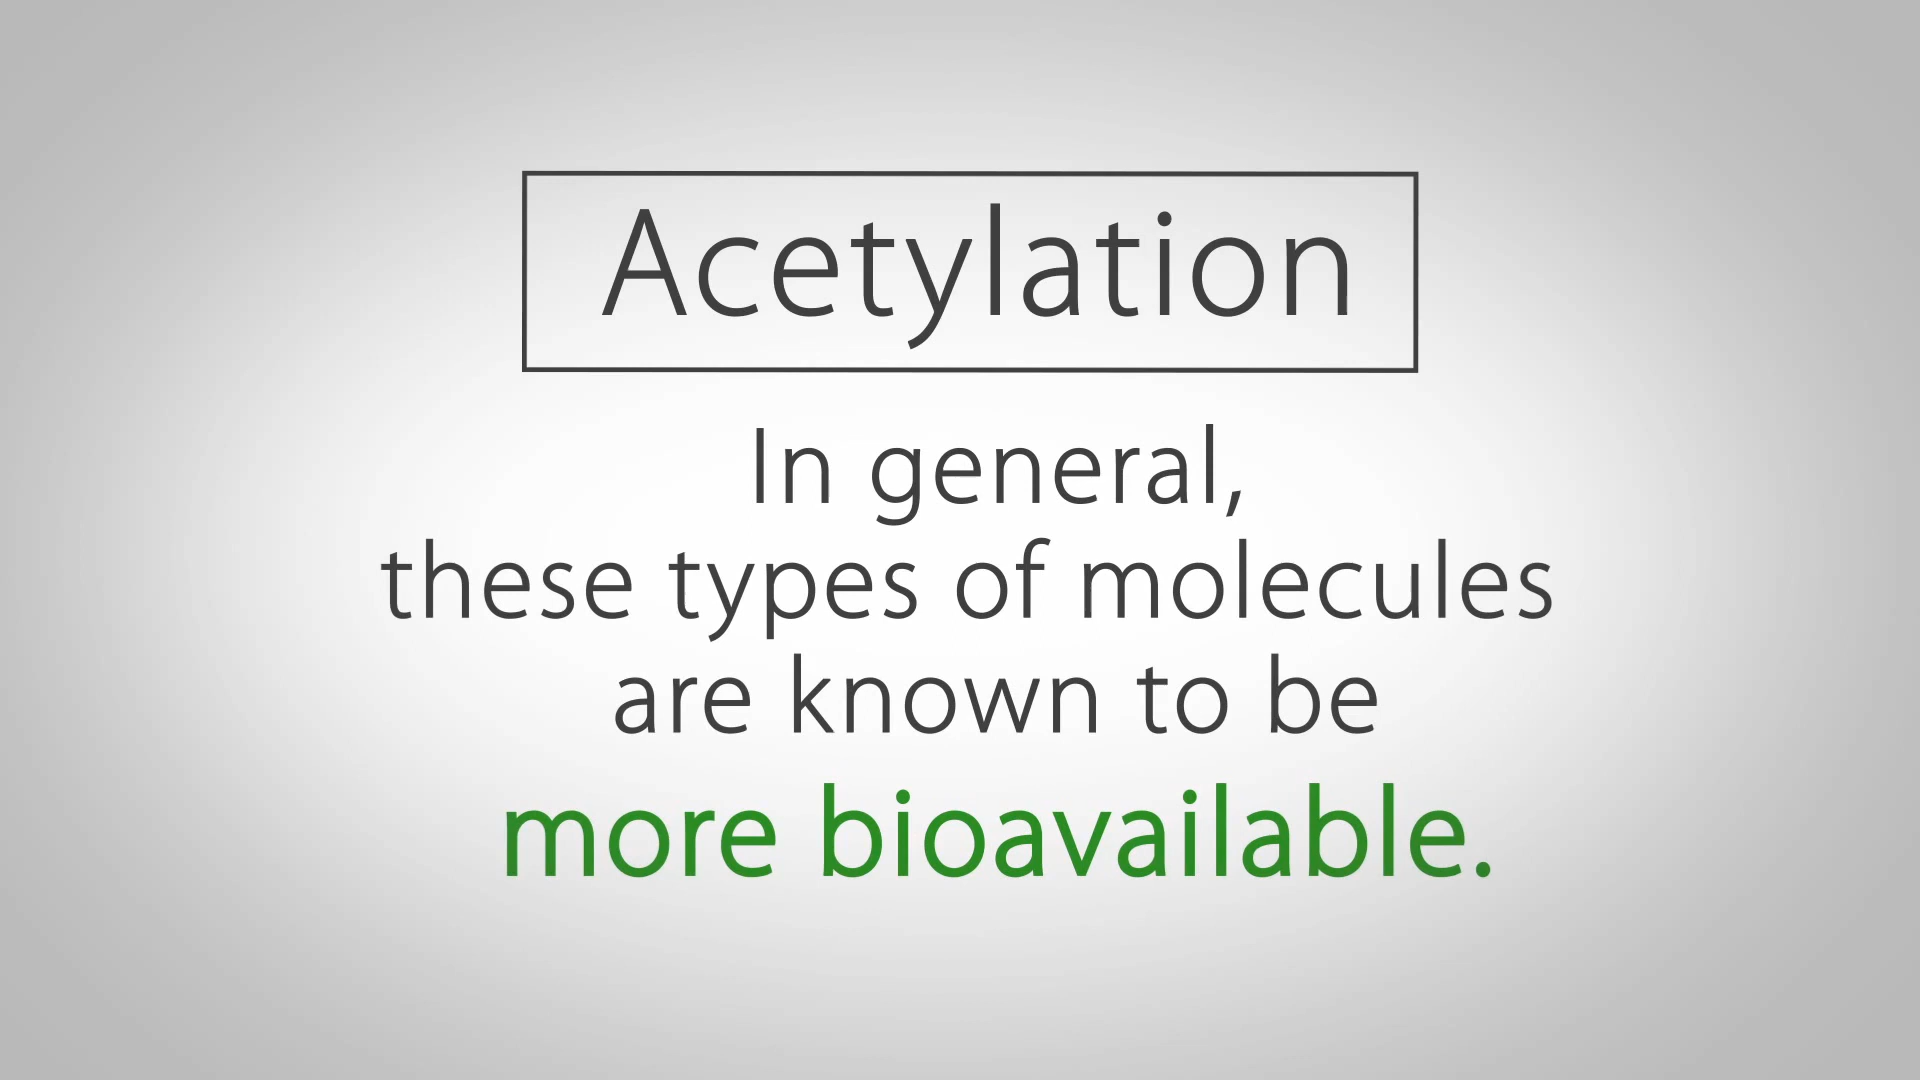 Acetylation
In general,
these types of molecules
are known to be
more bioavailable.